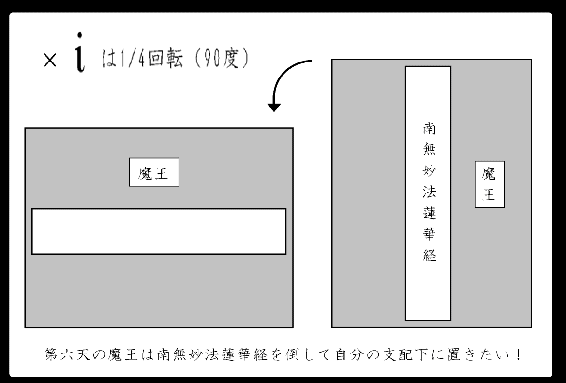 × i は1/4回転（90度）
魔王
南無妙法蓮華経
魔王
第六天の魔王は南無妙法蓮華経を倒して自分の支配下に置きたい！